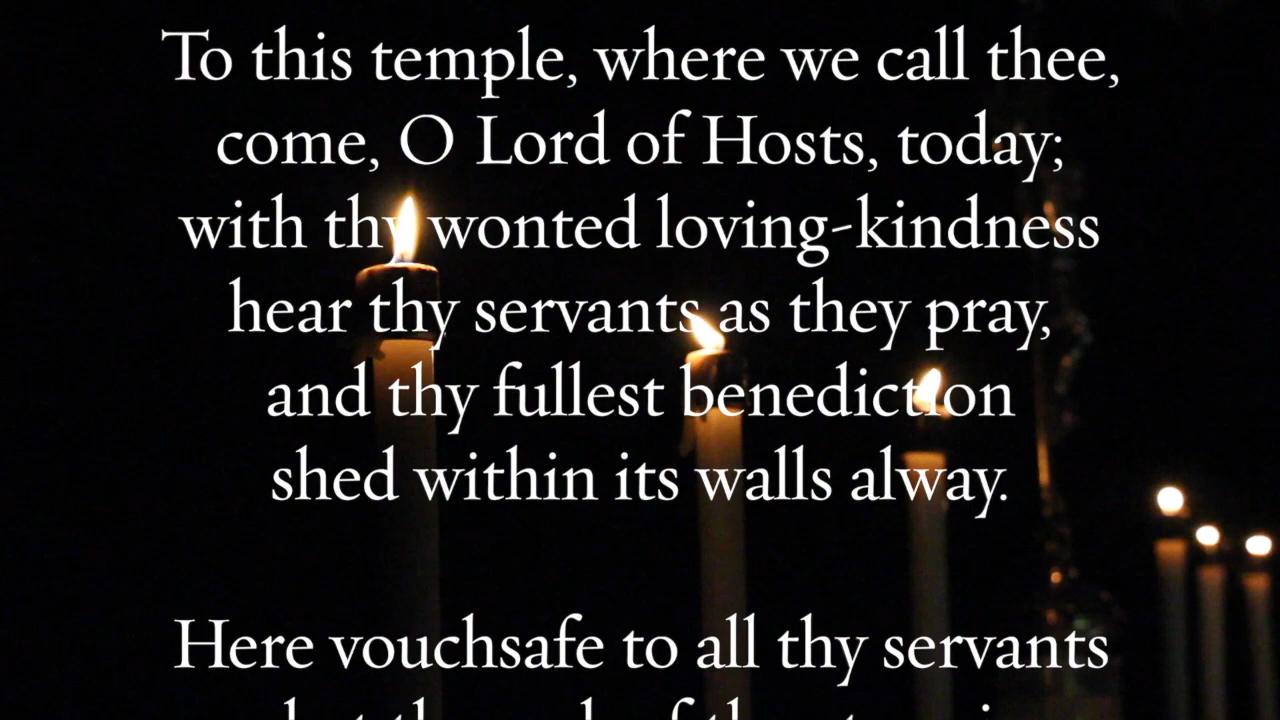 To this temple, where we call thee,
come, O Lord of Hosts, today;
with thy wonted loving-kindness
hear thy servants as they pray,
and thy fullest benediction
shed within its walls alway.
Here vouchsafe to all thy servants